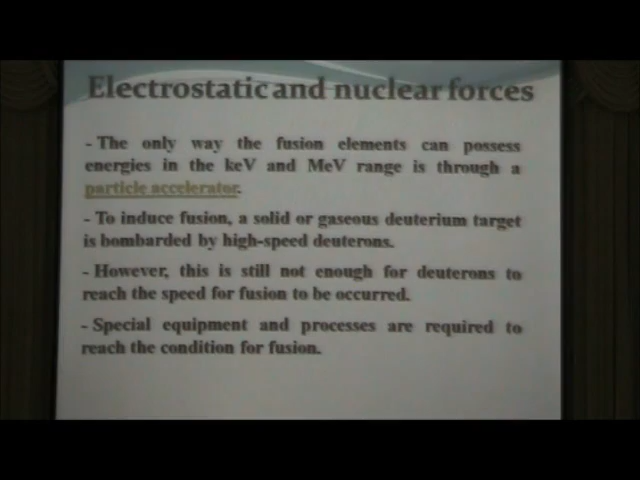 Electrostatic and nuclear forces
- The only way the fusion elements can possess
energies in the keV and MeV range is through a
particle accelerator.
- To induce fusion, a solid or gaseous deuterium target
is bombarded by high-speed deuterons.
- However, this is still not enough for deuterons to
reach the speed for fusion to be occurred.
- Special equipment and processes are required to
reach the condition for fusion.